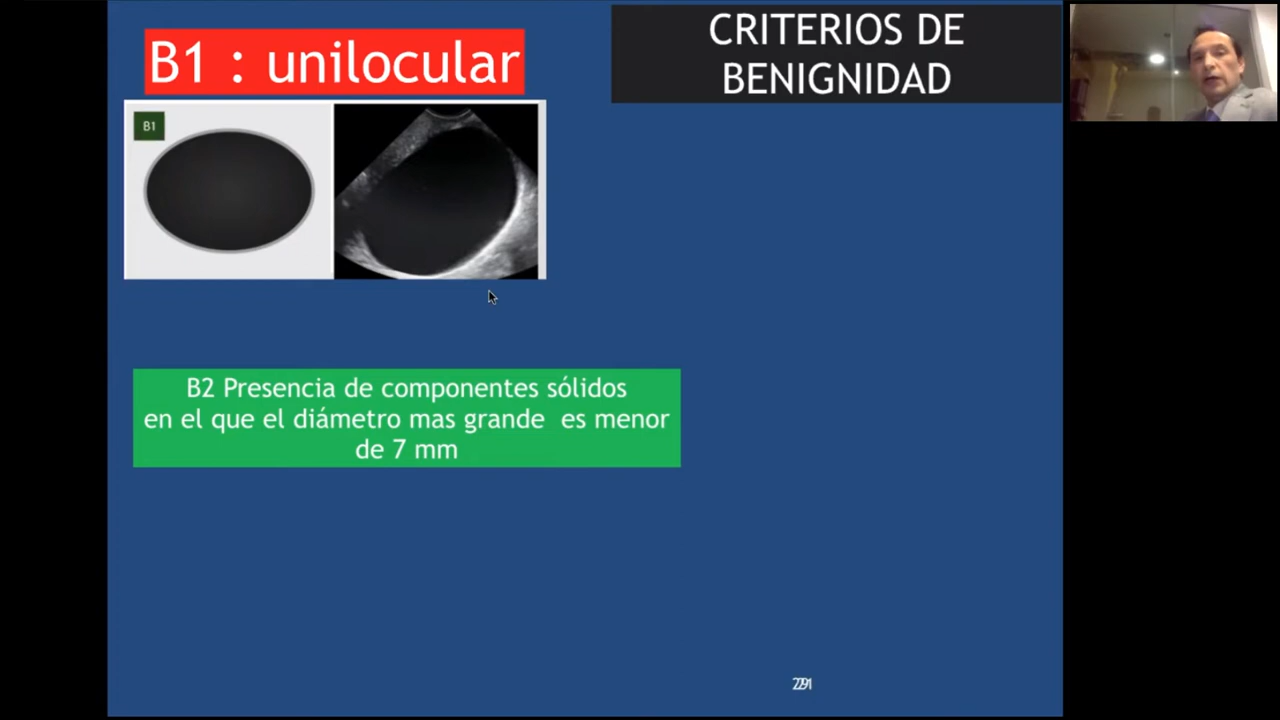 B1 : unilocular
CRITERIOS DE
BENIGNIDAD
B1
B2 Presencia de componentes sólidos
en el que el diámetro mas grande es menor
de 7 mm